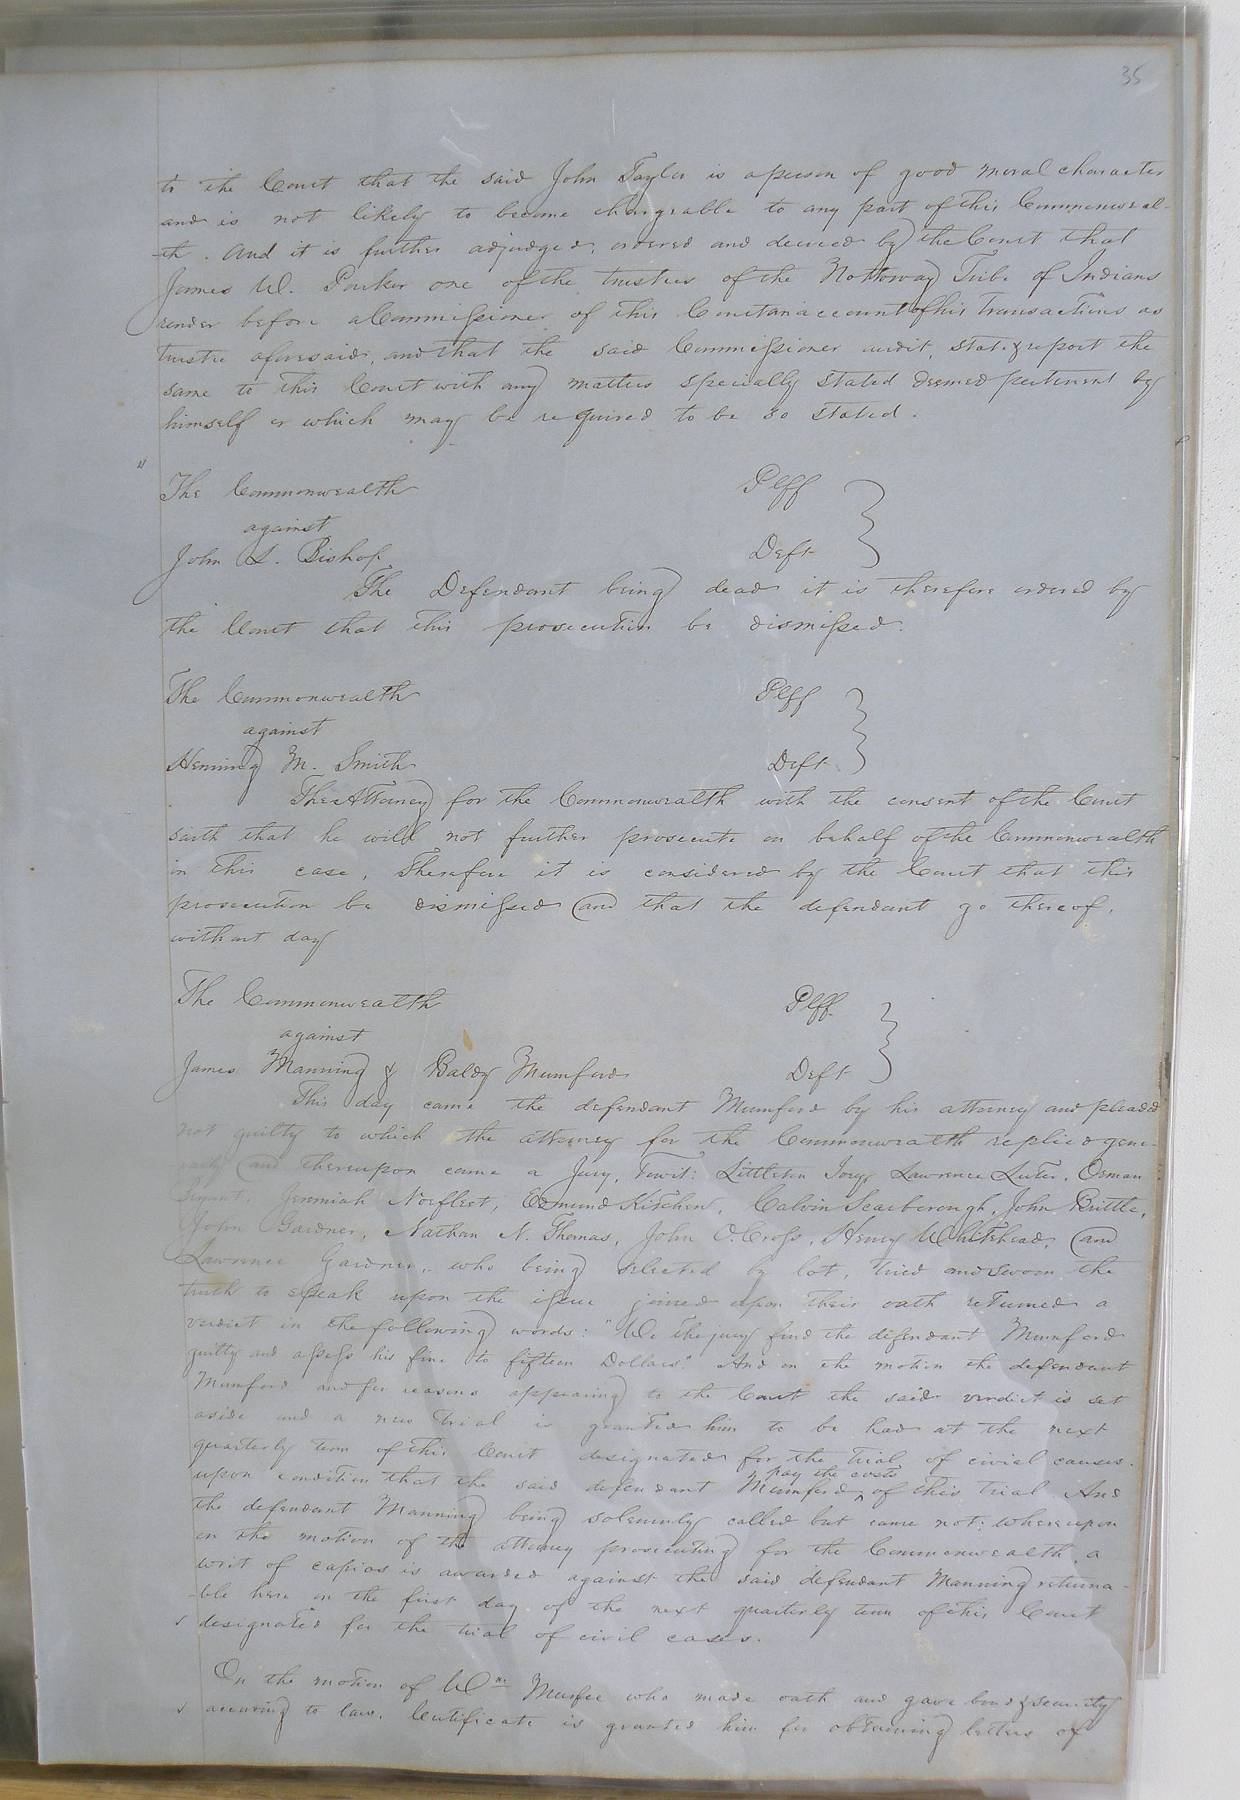 35
to the Court that the said John Taylor is a person of good moral character
and is not likely to become chargeable to any part of this Commonweal-
-th. And it is further adjudged, ordered and decreed by the Court that
James W. Parker one of the trustees of the Nottoway Tribe of Indians
render before a Commissioner of this Court an account of his transactions as
trustee aforesaid, and that the said Commissioner audit, state & report the
same to this Court with any matters specially stated deemed pertinent by
himself or which may be required to be so stated.
The Commonwealth Plff
against
John S. Bishop Deft
The Defendant being dead it is therefore ordered by
the Court that this prosecution be dismissed.
The Commonwealth Plff
against
Henning M. Smith Deft
The Attorney for the Commonwealth with the consent of the Court
saith that he will not further prosecute on behalf of the Commonwealth
in this case, Therefore it is considered by the Court that this
prosecution be dismissed and that the defendant go thereof,
without day
The Commonwealth Plff.
against
James Manning & Baldy Mumford Deft
This day came the defendant Mumford by his attorney and pleaded
not guilty to which the attorney for the Commonwealth replied gene-
rally and thereupon came a Jury, Towit: Littleton Lawrence Luter,
Bryant, Jeremiah Norfleet, Edmund Kitchen, Calvin Scarborough, John Brittle,
John Gardner, Nathan N. Thomas, John O. Cross, Henry Whitehead, and
Lawrence Gardner, who being selected by lot, tried and sworn the
truth to speak upon the issue joined upon their oath returned a
verdict in the following words: "We the jury find the defendant Mumford
guilty and assess his fine to fifteen Dollars." And on the motion the defendant
Mumford and for reasons appearing to the Court the said verdict is set
aside and a new trial is granted him to be had at the next
quarterly term of this Court designated for the trial of civil causes.
upon condition that the said defendant Mumford ^ pay the costs of this trial. And
the defendant Manning being solemnly called but came not: whereupon
on the motion of the attorney prosecuting for the Commonwealth, a
writ of capias is awarded against the said defendant Manning returna-
-ble here on the first day of the next quarterly term of this Court
designated for the trial of civil cases.
On the motion of Wm who made oath and gave bond & security
according to law. Certificate is granted him for obtaining letters of